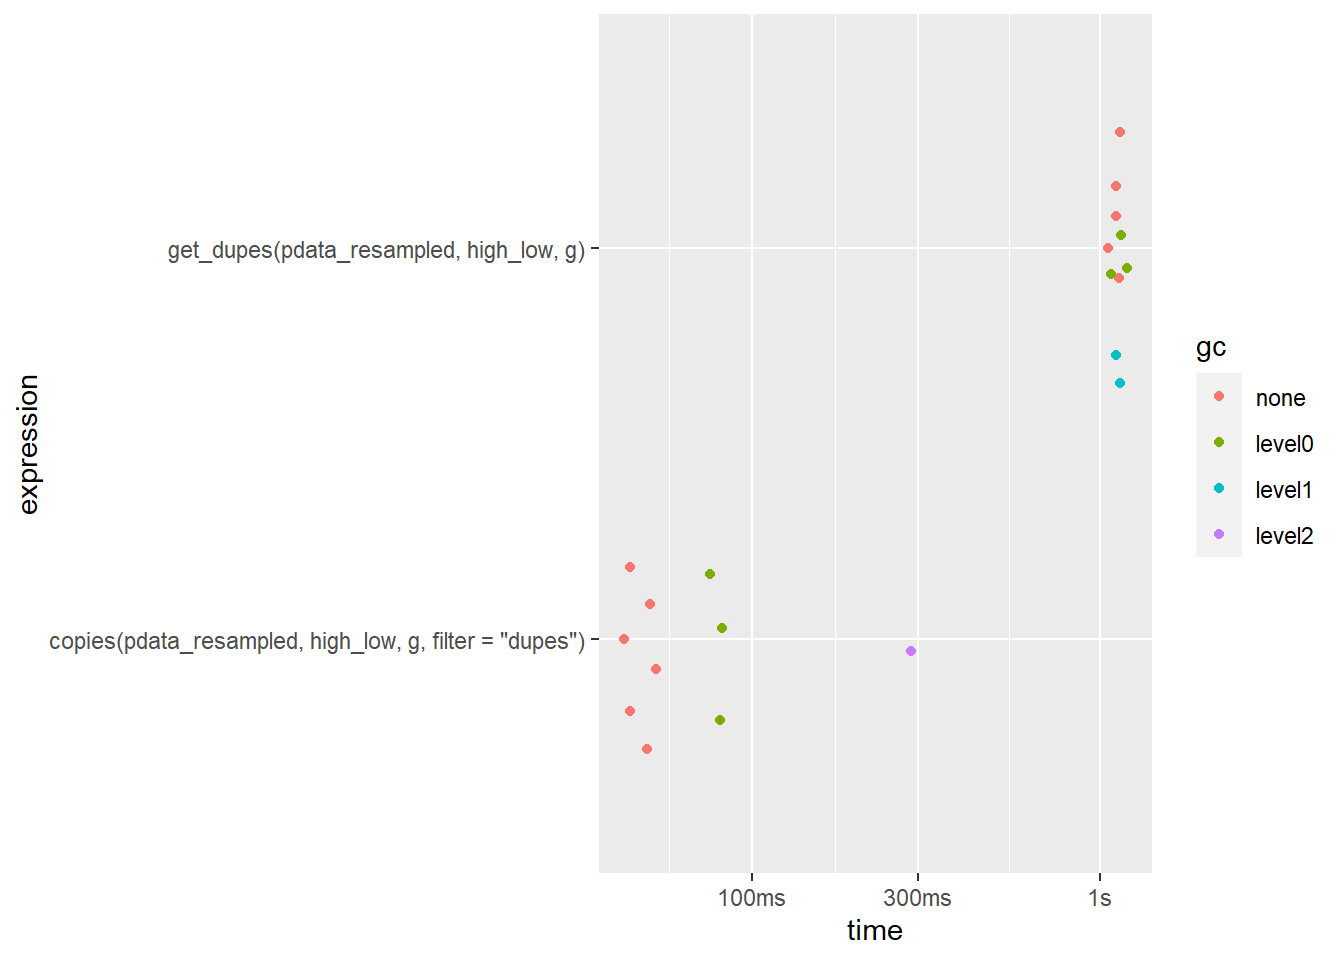 get_dupes(pdata_resampled, high_low, g)
copies(pdata_resampled, high_low, g, filter = "dupes")
expression
100ms
300ms
1s
time
gc
none
level0
level1
level2